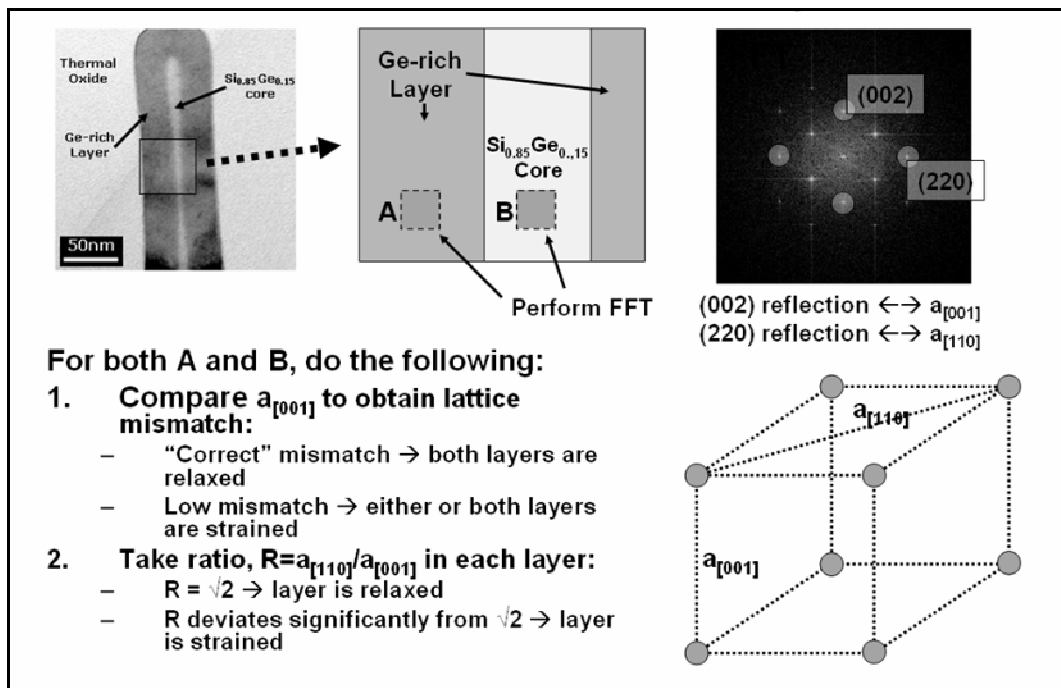 Thermal
Oxide
Si0.85Ge0.15
core
Ge-rich
Layer
50nm
Ge-rich
Layer
Si0.85Ge0.,15
Core
A
B
Perform FFT
(002)
(220)
(002) reflection ←→ a[001]
(220) reflection ←→ a[110]
For both A and B, do the following:
1. Compare a[001] to obtain lattice
mismatch:
– “Correct” mismatch → both layers are
relaxed
– Low mismatch → either or both layers
are strained
2. Take ratio, R=a[110]/a[001] in each layer:
– R = √2 → layer is relaxed
– R deviates significantly from √2 → layer
is strained
a[110]
a[001]